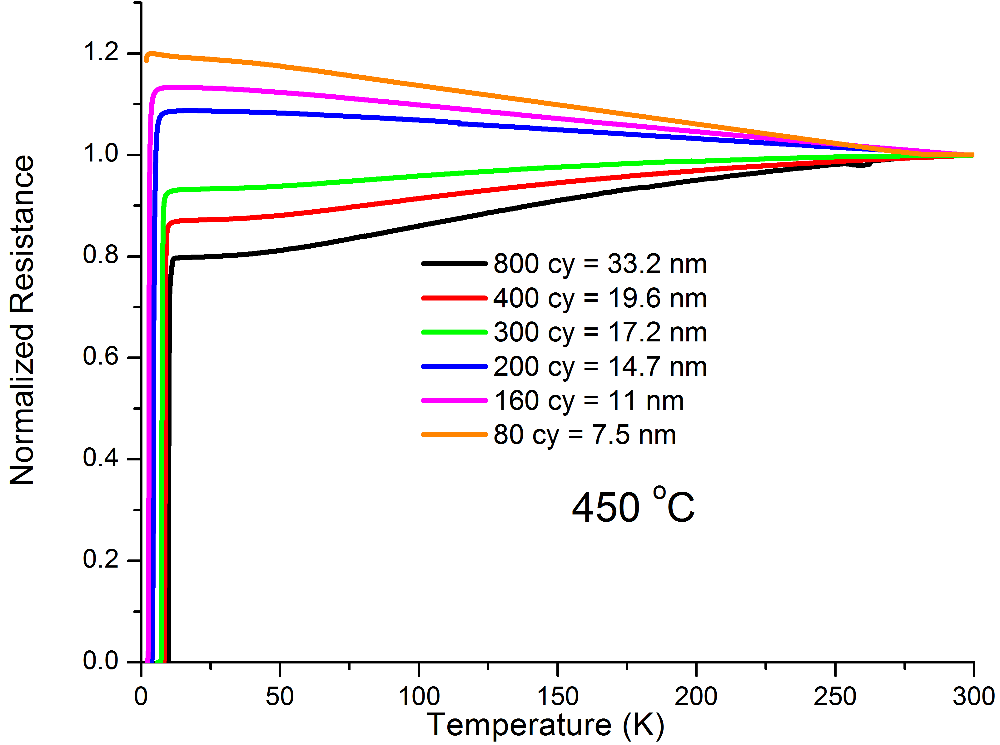 Normalized Resistance
1.2
1.0
0.8
0.6
0.4
0.2
0.0
800 cy = 33.2 nm
400 cy = 19.6 nm
300 cy = 17.2 nm
200 cy = 14.7 nm
160 cy = 11 nm
80 cy = 7.5 nm
450 °C
0 50 100 150 200 250 300
Temperature (K)